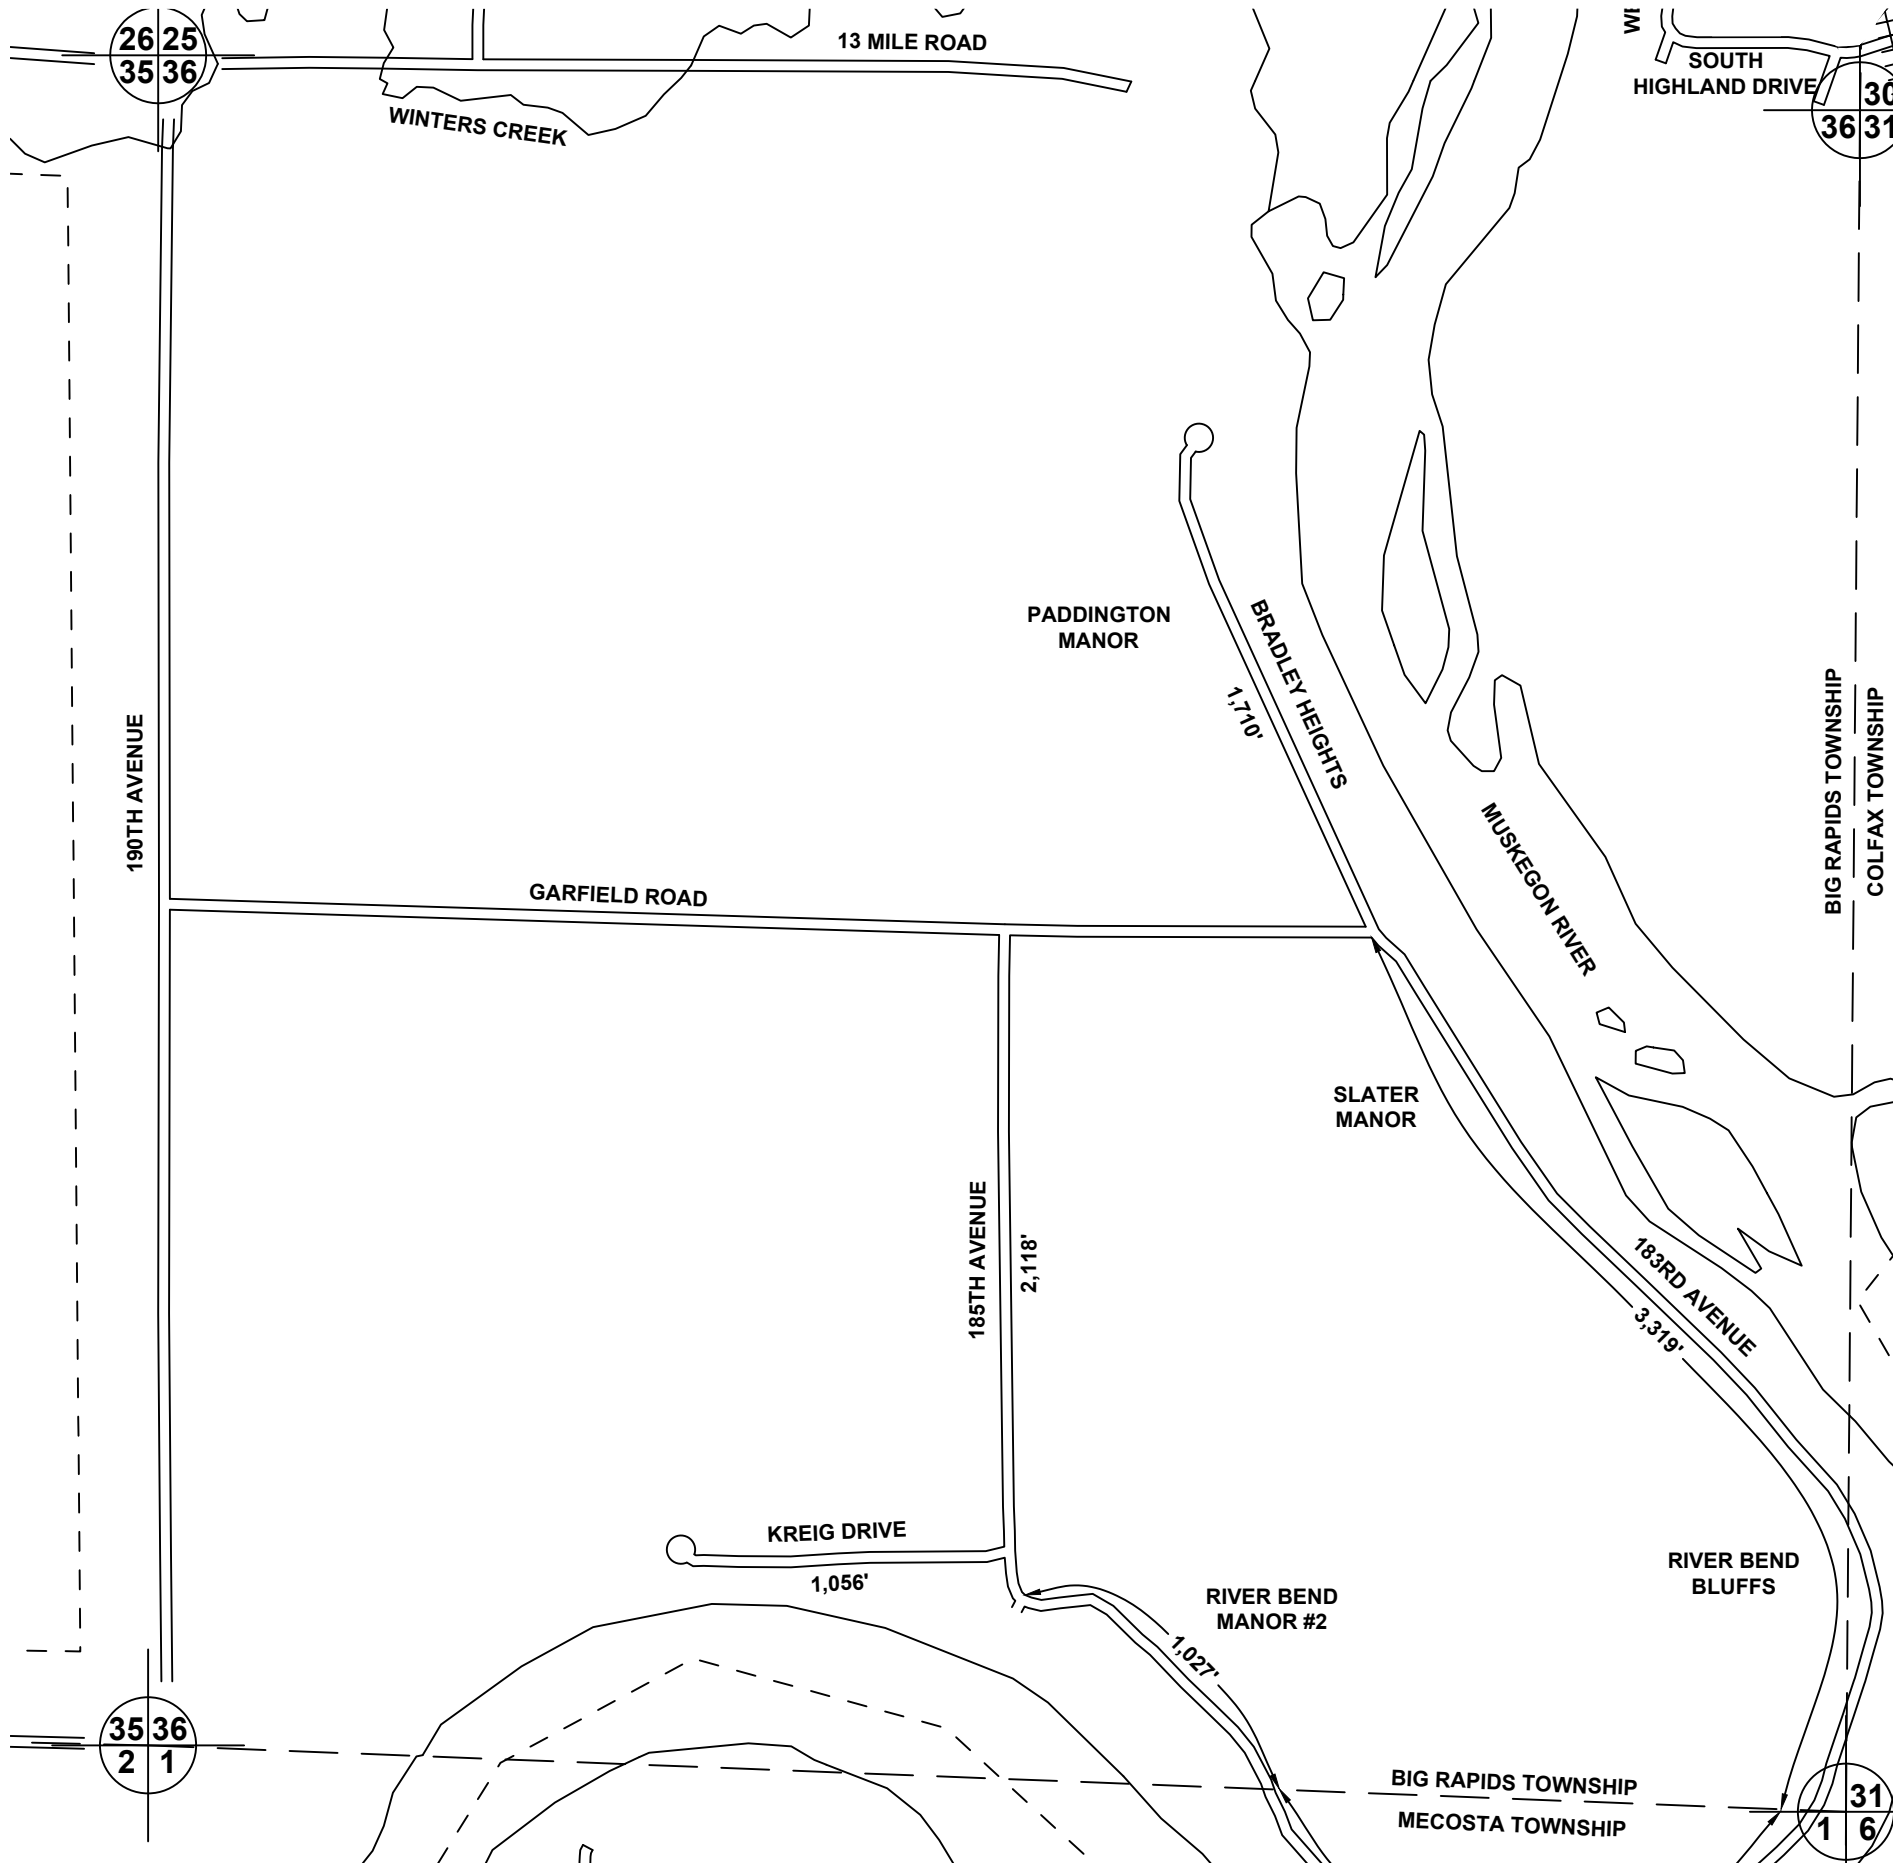 26 25
35 36
13 MILE ROAD
WINTERS CREEK
SOUTH
HIGHLAND DRIVE
30
36 31
PADDINGTON
MANOR
BRADLEY HEIGHTS
1,710'
190TH AVENUE
BIG RAPIDS TOWNSHIP
COLFAX TOWNSHIP
MUSKEGON RIVER
GARFIELD ROAD
SLATER
MANOR
185TH AVENUE
2,118'
183RD AVENUE
3,319'
KREIG DRIVE
1,056'
RIVER BEND
MANOR #2
1,027'
RIVER BEND
BLUFFS
35 36
2 1
BIG RAPIDS TOWNSHIP
MECOSTA TOWNSHIP
31
1 6